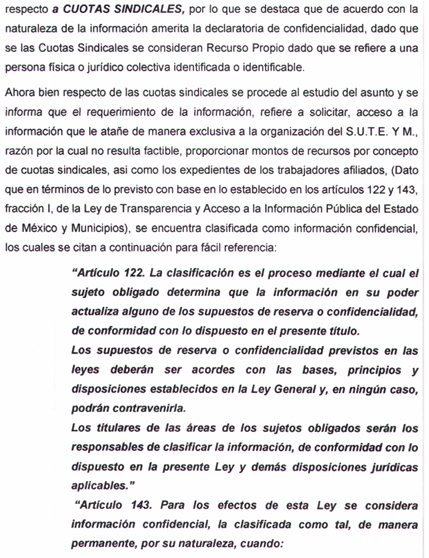 respecto a CUOTAS SINDICALES, por lo que se destaca que de acuerdo con la
naturaleza de la información amerita la declaratoria de confidencialidad, dado que
se las Cuotas Sindicales se consideran Recurso Propio dado que se refiere a una
persona física o jurídico colectiva identificada o identificable.
Ahora bien respecto de las cuotas sindicales se procede al estudio del asunto y se
informa que el requerimiento de la información, refiere a solicitar, acceso a la
información que le atañe de manera exclusiva a la organización del S.U.T.E. Y M.,
razón por la cual no resulta factible, proporcionar montos de recursos por concepto
de cuotas sindicales, asi como los expedientes de los trabajadores afiliados, (Dato
que en términos de lo previsto con base en lo establecido en los artículos 122 y 143,
fracción I, de la Ley de Transparencia y Acceso a la Información Pública del Estado
de México y Municipios), se encuentra clasificada como información confidencial,
los cuales se citan a continuación para fácil referencia:
"Artículo 122. La clasificación es el proceso mediante el cual el
sujeto obligado determina que la información en su poder
actualiza alguno de los supuestos de reserva o confidencialidad,
de conformidad con lo dispuesto en el presente título.
Los supuestos de reserva o confidencialidad previstos en las
leyes deberán ser acordes con las bases, principios y
disposiciones establecidos en la Ley General y, en ningún caso,
podrán contravenirla.
Los titulares de las áreas de los sujetos obligados serán los
responsables de clasificar la información, de conformidad con lo
dispuesto en la presente Ley y demás disposiciones jurídicas
aplicables."
"Artículo 143. Para los efectos de esta Ley se considera
información confidencial, la clasificada como tal, de manera
permanente, por su naturaleza, cuando: